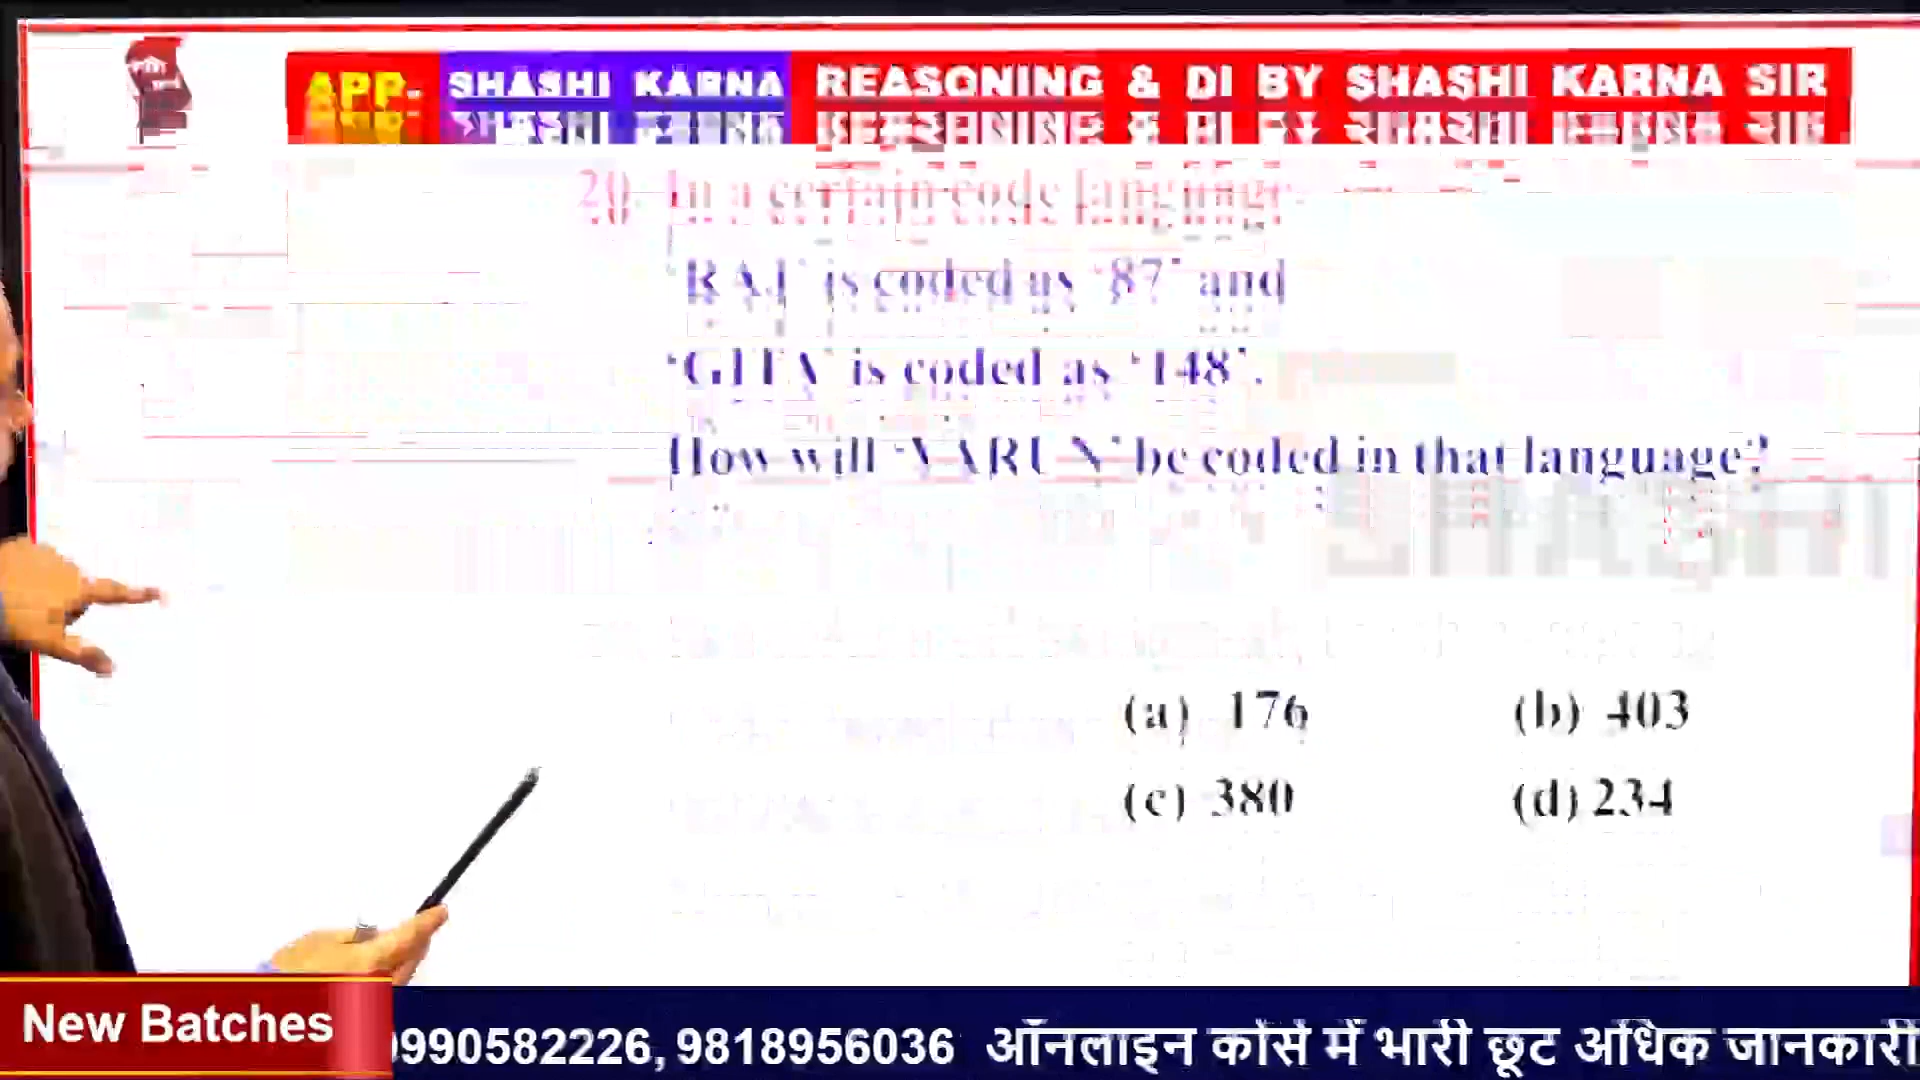 APP- SHASHI KARNA REASONING & DI BY SHASHI KARNA SIR
20. In a certain code language
'RAJ' is coded as '87' and
'GITA' is coded as '148'.
How will 'VARUN' be coded in that language?
SHASHI
(a) 176 (b) 403
(c) 380 (d) 234
New Batches 9990582226, 9818956036 ऑनलाइन कोर्स में भारी छूट अधिक जानकारी